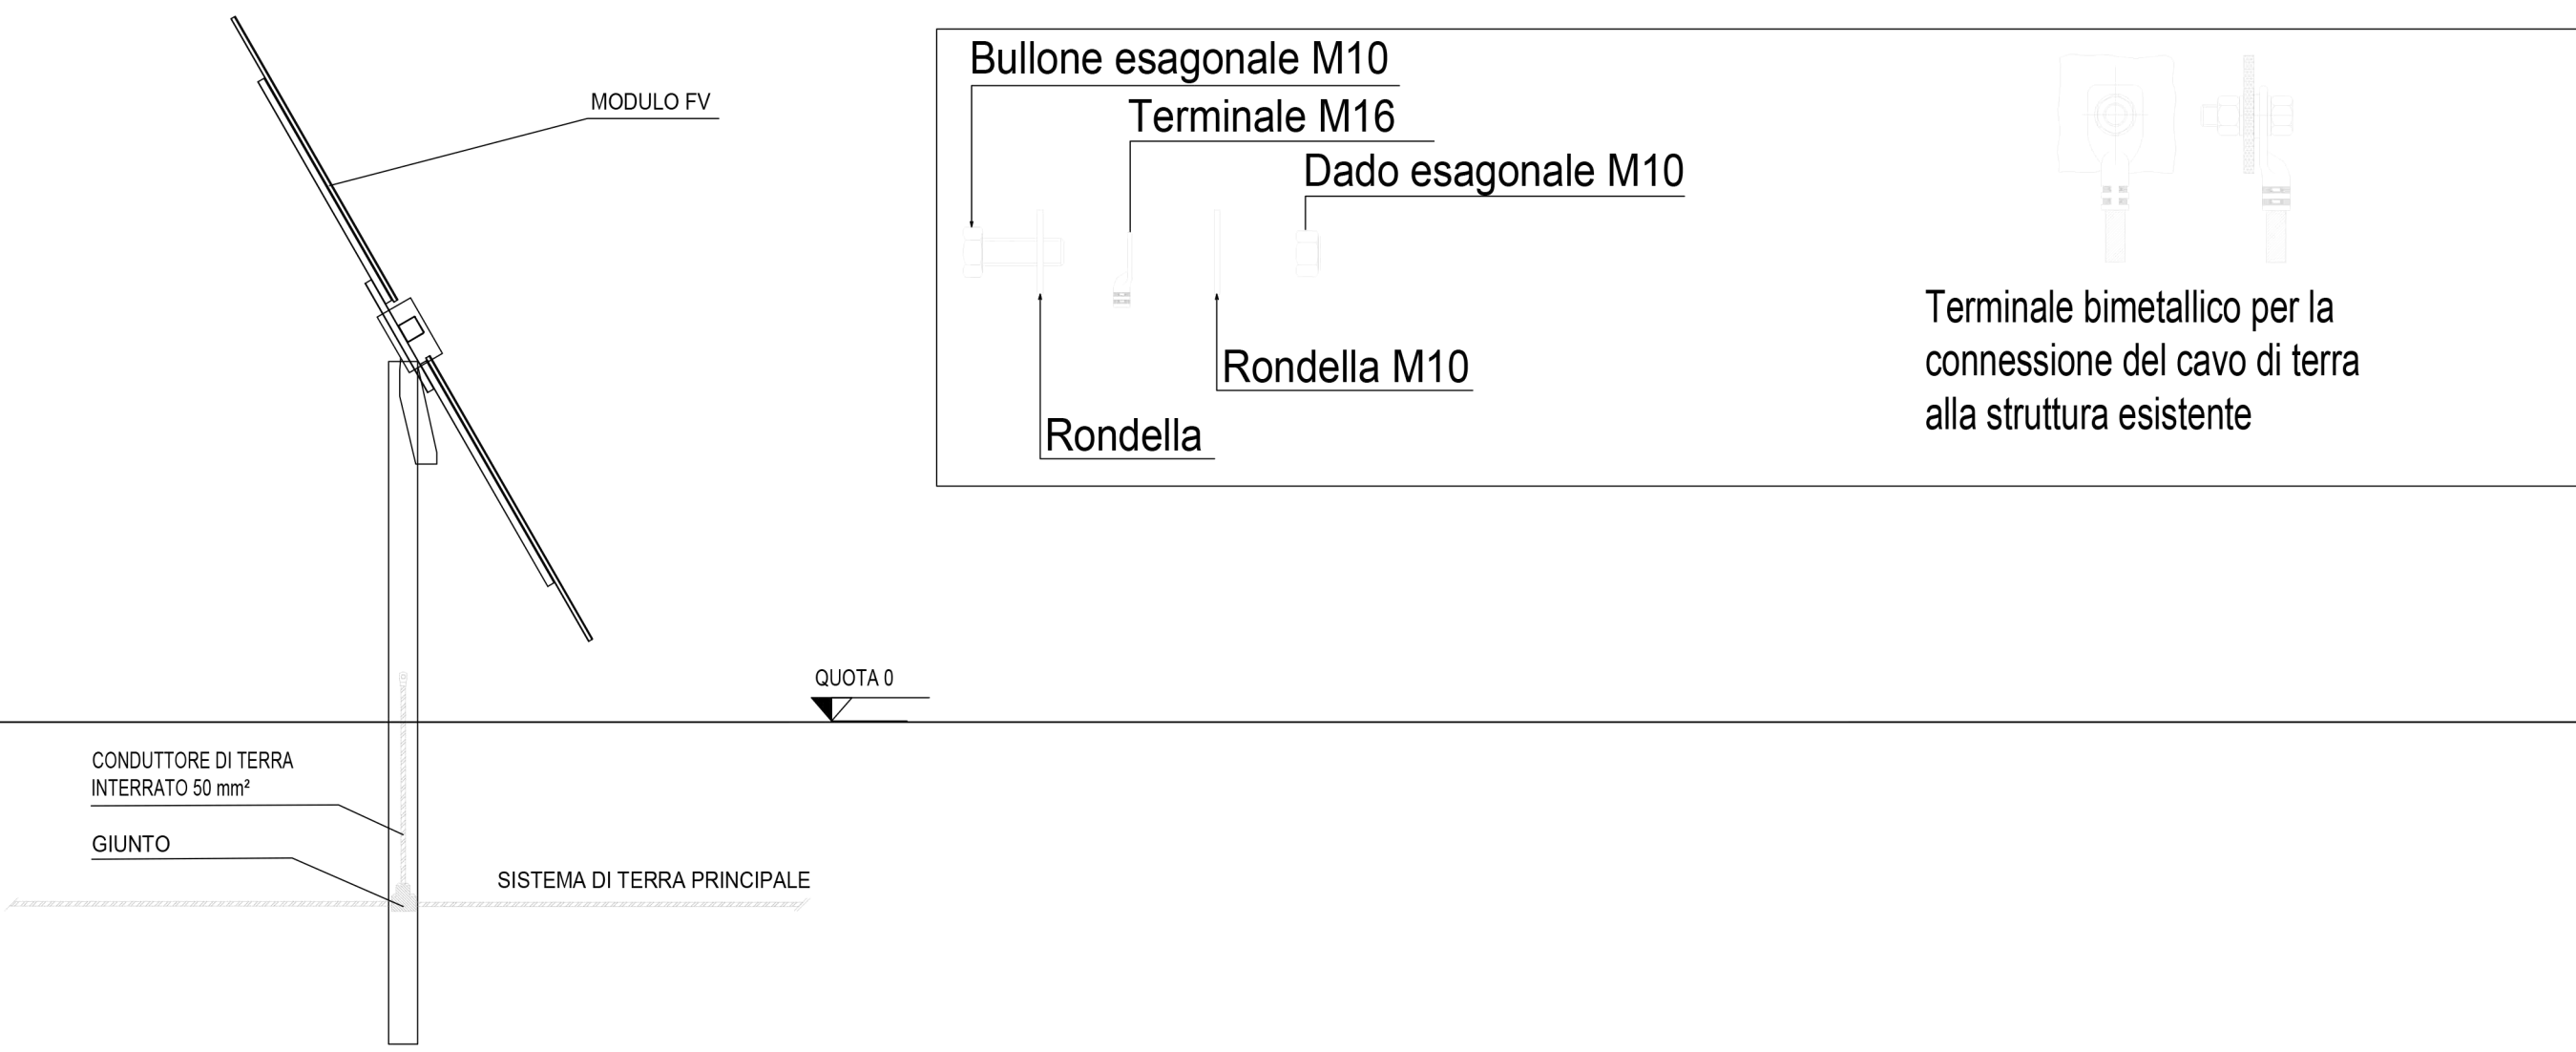 MODULO FV
Bullone esagonale M10
Terminale M16
Dado esagonale M10
Rondella M10
Rondella
Terminale bimetallico per la
connessione del cavo di terra
alla struttura esistente
QUOTA 0
CONDUTTORE DI TERRA
INTERRATO 50 mm²
GIUNTO
SISTEMA DI TERRA PRINCIPALE